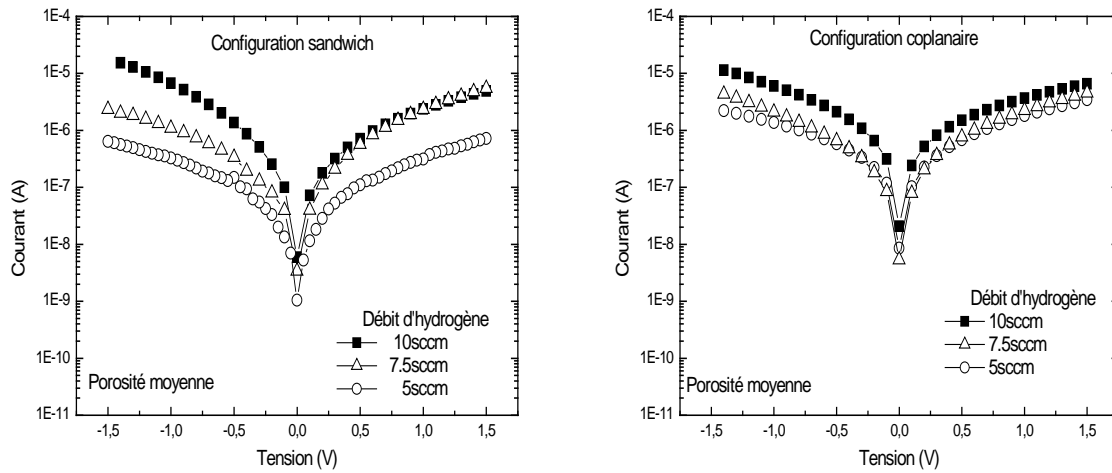 Configuration sandwich
1E-4
1E-5
1E-6
1E-7
1E-8
1E-9
1E-10
1E-11
Courant (A)
Débit d'hydrogène
10sccm
7.5sccm
5sccm
Porosité moyenne
-1,5 -1,0 -0,5 0,0 0,5 1,0 1,5
Tension (V)
Configuration coplanaire
1E-4
1E-5
1E-6
1E-7
1E-8
1E-9
1E-10
1E-11
Courant (A)
Débit d'hydrogène
10sccm
7.5sccm
5sccm
Porosité moyenne
-1,5 -1,0 -0,5 0,0 0,5 1,0 1,5
Tension (V)